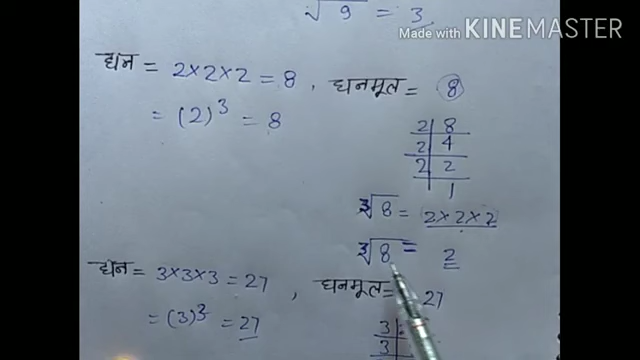 √9 = 3
Made with KINEMASTER
घन = 2×2×2 = 8 , घनमूल = 8
= (2)³ = 8
2 | 8
2 | 4
2 | 2
1
∛8 = 2×2×2
∛8 = 2
घन = 3×3×3 = 27 , घनमूल = 27
= (3)³ = 27
3
3